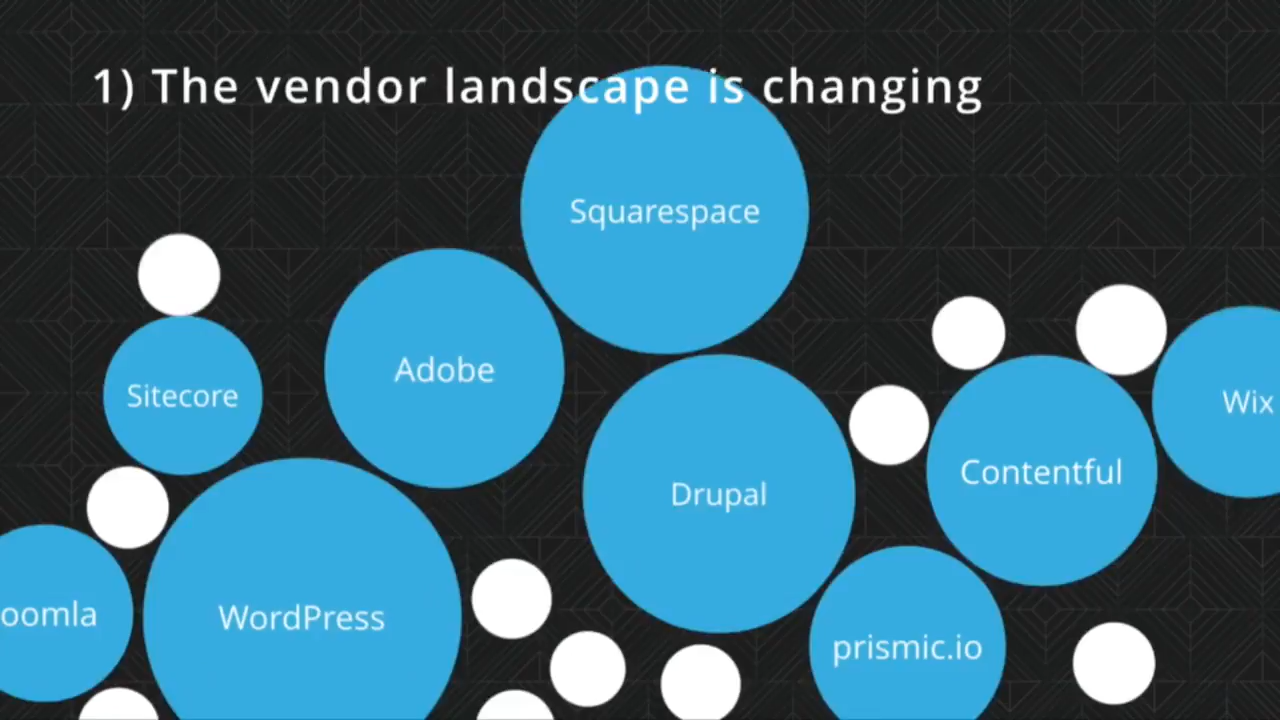 1) The vendor landscape is changing
Squarespace
Adobe
Sitecore
Wix
Contentful
Drupal
oomla
WordPress
prismic.io